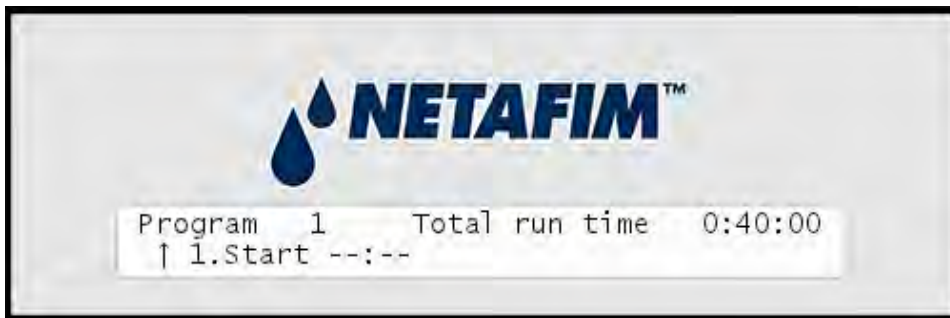 NETAFIM™
Program 1 Total run time 0:40:00
↑ 1.Start --:--